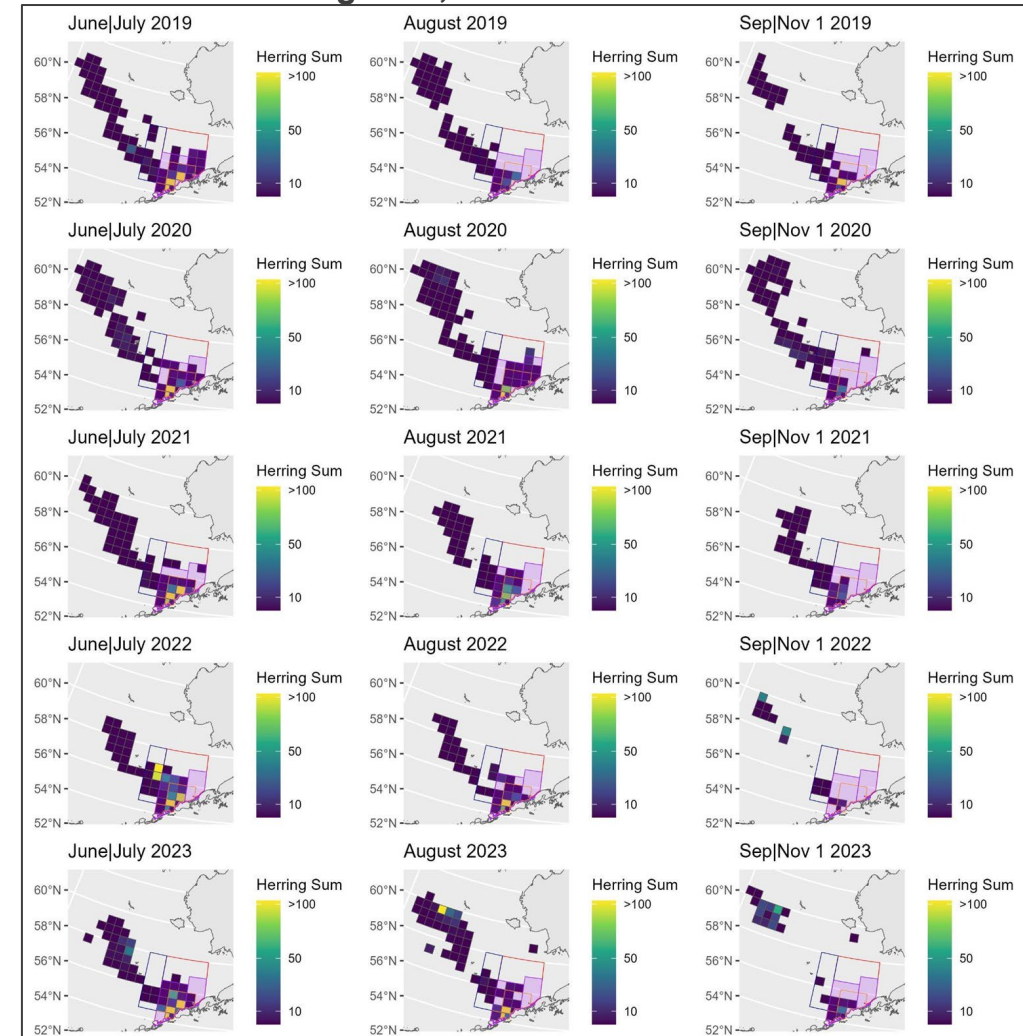 June|July 2019
August 2019
Sep|Nov 1 2019
60°N
58°N
56°N
54°N
52°N
Herring Sum
>100
50
10
60°N
58°N
56°N
54°N
52°N
Herring Sum
>100
50
10
60°N
58°N
56°N
54°N
52°N
Herring Sum
>100
50
10
June|July 2020
August 2020
Sep|Nov 1 2020
60°N
58°N
56°N
54°N
52°N
Herring Sum
>100
50
10
60°N
58°N
56°N
54°N
52°N
Herring Sum
>100
50
10
60°N
58°N
56°N
54°N
52°N
Herring Sum
>100
50
10
June|July 2021
August 2021
Sep|Nov 1 2021
60°N
58°N
56°N
54°N
52°N
Herring Sum
>100
50
10
60°N
58°N
56°N
54°N
52°N
Herring Sum
>100
50
10
60°N
58°N
56°N
54°N
52°N
Herring Sum
>100
50
10
June|July 2022
August 2022
Sep|Nov 1 2022
60°N
58°N
56°N
54°N
52°N
Herring Sum
>100
50
10
60°N
58°N
56°N
54°N
52°N
Herring Sum
>100
50
10
60°N
58°N
56°N
54°N
52°N
Herring Sum
>100
50
10
June|July 2023
August 2023
Sep|Nov 1 2023
60°N
58°N
56°N
54°N
52°N
Herring Sum
>100
50
10
60°N
58°N
56°N
54°N
52°N
Herring Sum
>100
50
10
60°N
58°N
56°N
54°N
52°N
Herring Sum
>100
50
10